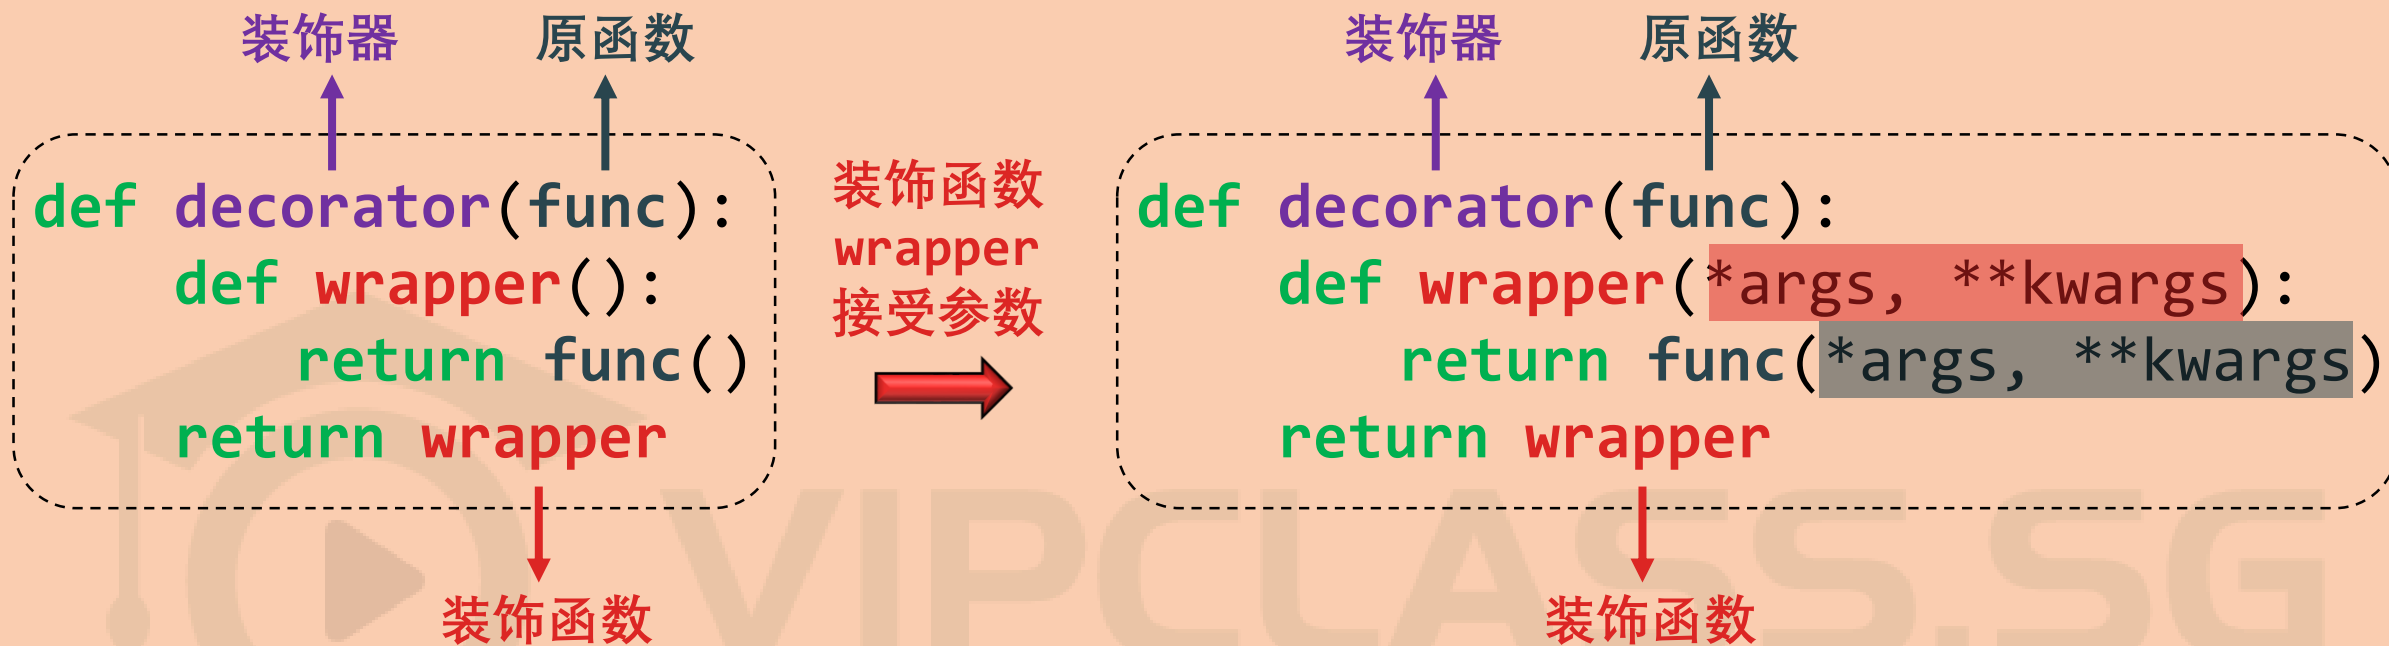 装饰器 原函数
def decorator(func):
def wrapper():
return func()
return wrapper
装饰函数
装饰函数
wrapper
接受参数
装饰器 原函数
def decorator(func):
def wrapper(*args, **kwargs):
return func(*args, **kwargs)
return wrapper
装饰函数
VIPCLASS.SG